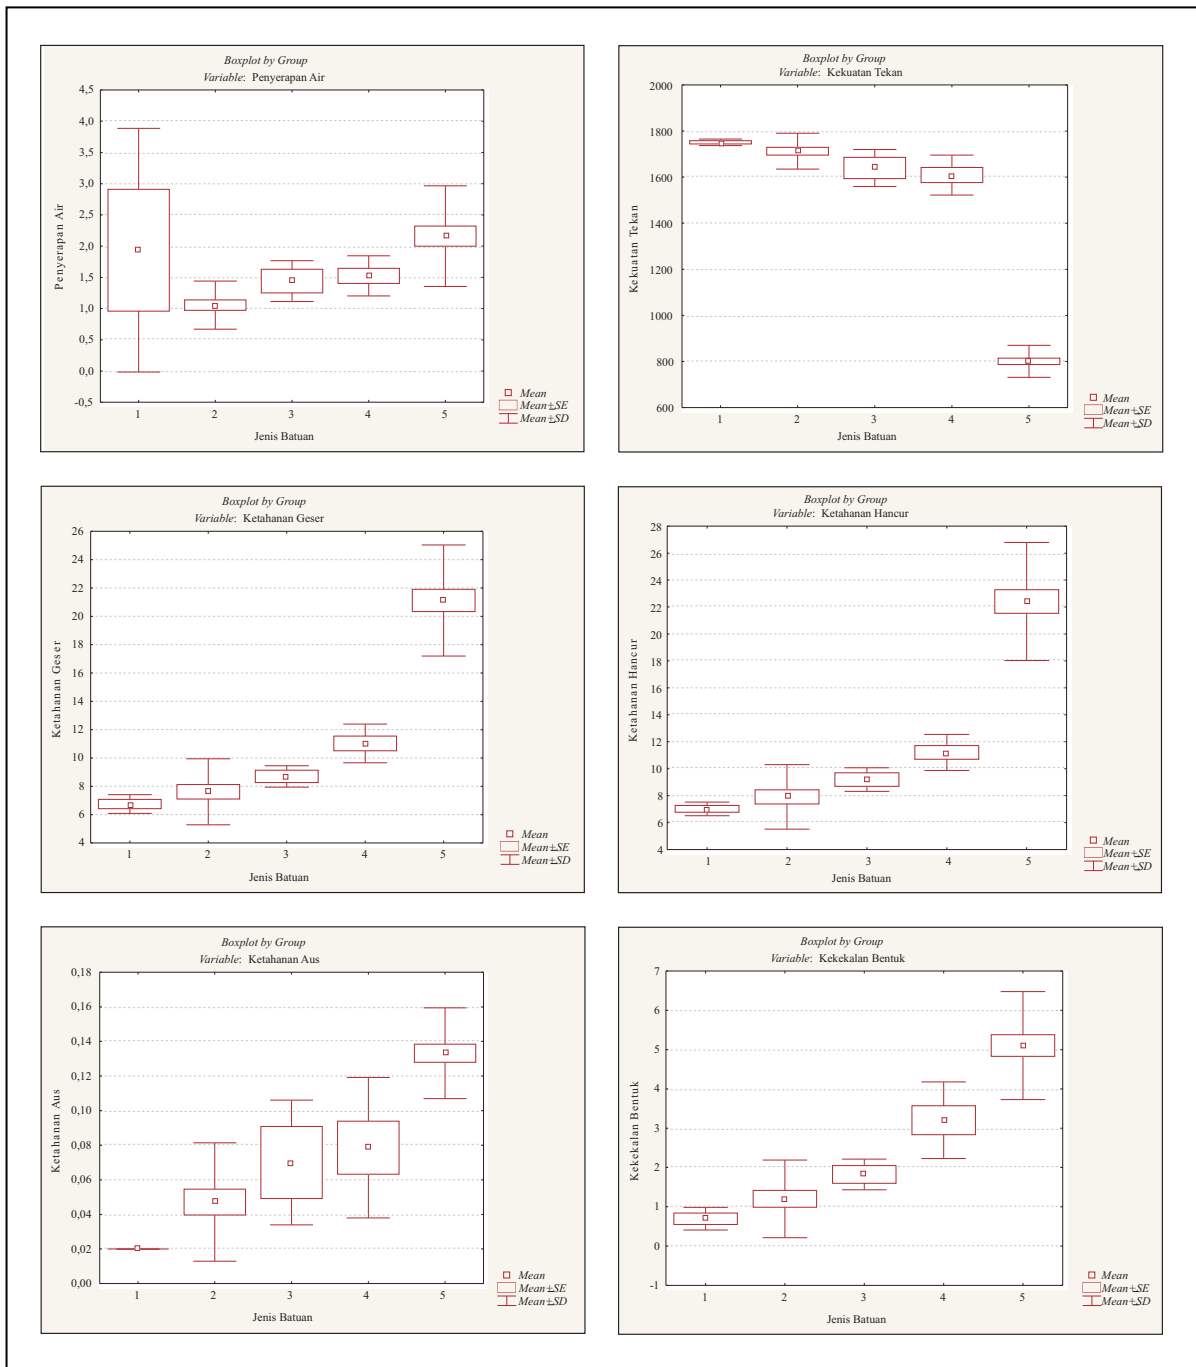 Boxplot by Group
Variable: Penyerapan Air
4,5
4,0
3,5
3,0
2,5
2,0
1,5
1,0
0,5
0,0
-0,5
Penyerapan Air
1 2 3 4 5
Jenis Batuan
Mean
Mean±SE
Mean±SD
Boxplot by Group
Variable: Kekuatan Tekan
2000
1800
1600
1400
1200
1000
800
600
Kekuatan Tekan
1 2 3 4 5
Jenis Batuan
Mean
Mean±SE
Mean±SD
Boxplot by Group
Variable: Ketahanan Geser
26
24
22
20
18
16
14
12
10
8
6
4
Ketahanan Geser
1 2 3 4 5
Jenis Batuan
Mean
Mean±SE
Mean±SD
Boxplot by Group
Variable: Ketahanan Hancur
28
26
24
22
20
18
16
14
12
10
8
6
4
Ketahanan Hancur
1 2 3 4 5
Jenis Batuan
Mean
Mean±SE
Mean±SD
Boxplot by Group
Variable: Ketahanan Aus
0,18
0,16
0,14
0,12
0,10
0,08
0,06
0,04
0,02
0,00
Ketahanan Aus
1 2 3 4 5
Jenis Batuan
Mean
Mean±SE
Mean±SD
Boxplot by Group
Variable: Kekekalan Bentuk
7
6
5
4
3
2
1
0
-1
Kekekalan Bentuk
1 2 3 4 5
Jenis Batuan
Mean
Mean±SE
Mean±SD